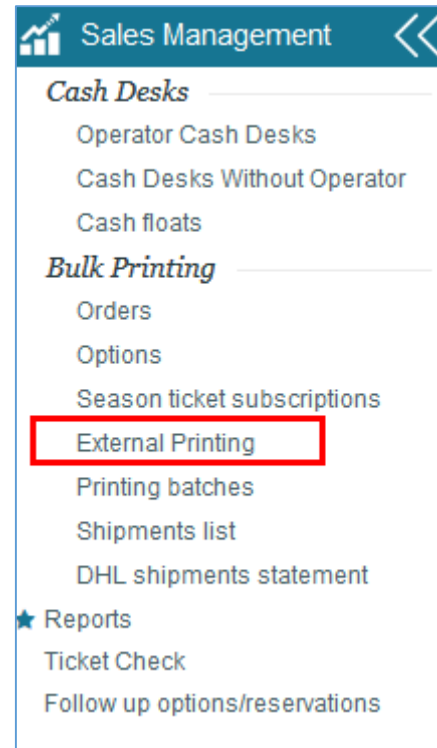 Sales Management
Cash Desks
Operator Cash Desks
Cash Desks Without Operator
Cash floats
Bulk Printing
Orders
Options
Season ticket subscriptions
External Printing
Printing batches
Shipments list
DHL shipments statement
Reports
Ticket Check
Follow up options/reservations